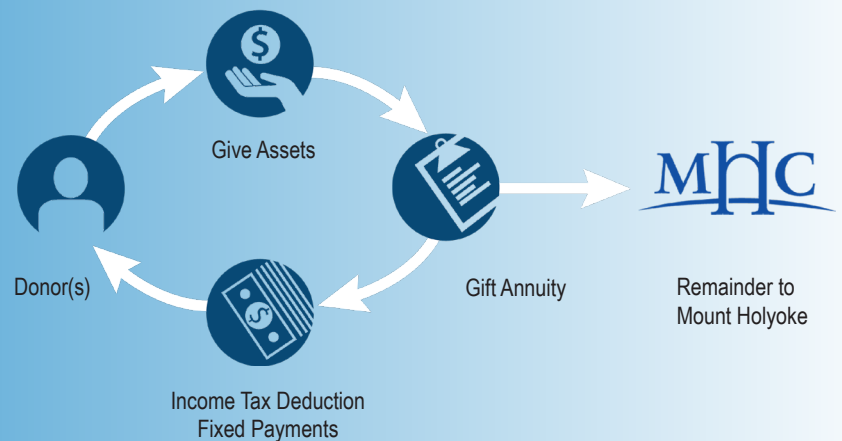 $
Give Assets
MHC
Donor(s)
Gift Annuity
Remainder to
Mount Holyoke
$
Income Tax Deduction
Fixed Payments